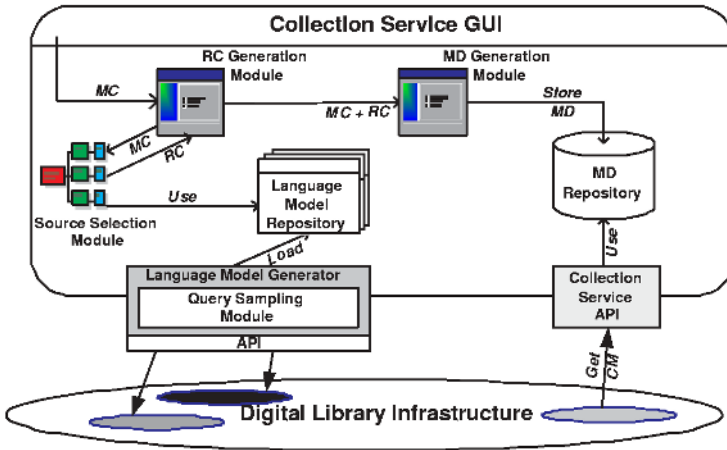 Collection Service GUI
RC Generation
Module
MD Generation
Module
MC
MC + RC
Store
MD
MC
RC
Source Selection
Module
Use
Language
Model
Repository
MD
Repository
Load
Use
Language Model Generator
Query Sampling
Module
API
Collection
Service
API
Get
CM
Digital Library Infrastructure